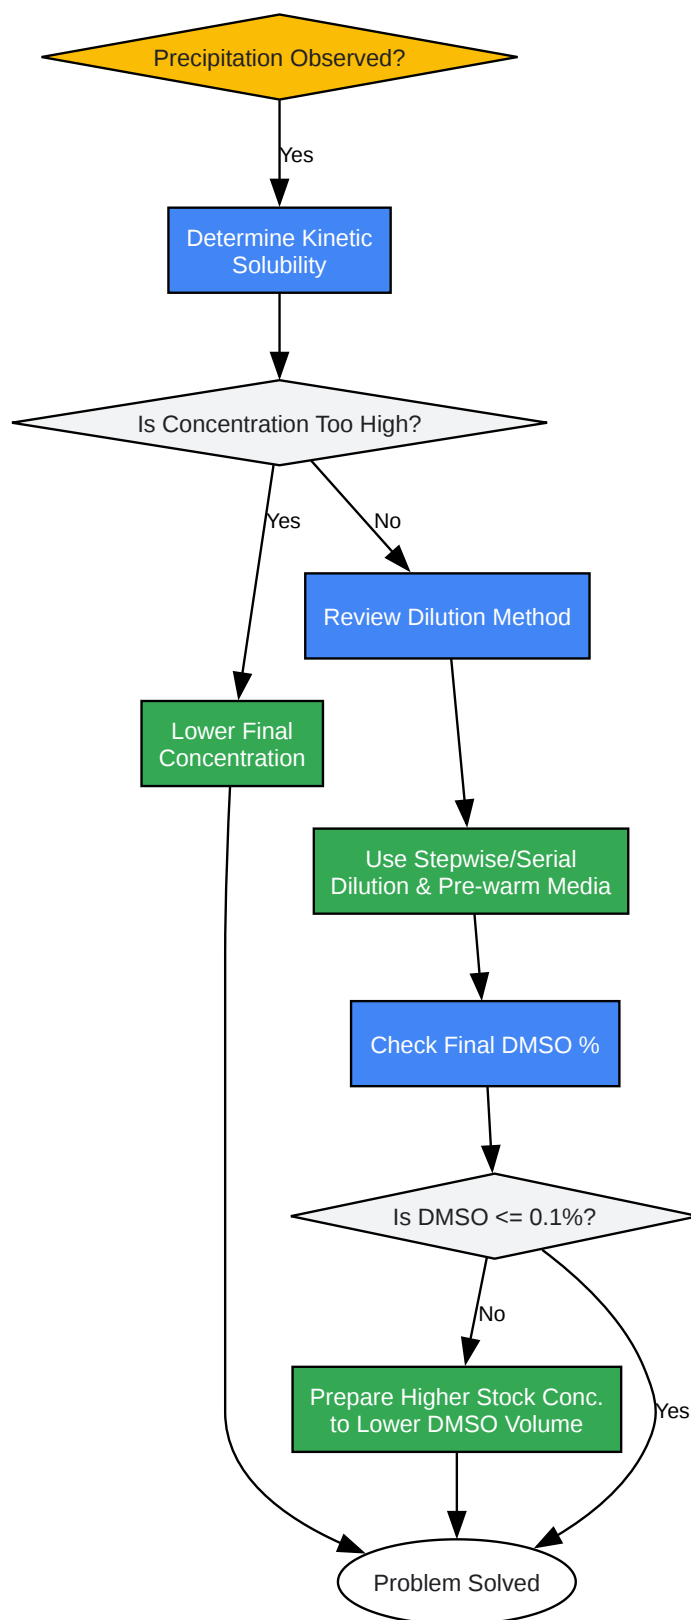 Precipitation Observed?
Yes
Determine Kinetic
Solubility
Is Concentration Too High?
Yes
No
Review Dilution Method
Lower Final
Concentration
Use Stepwise/Serial
Dilution & Pre-warm Media
Check Final DMSO %
Is DMSO <= 0.1%?
No
Prepare Higher Stock Conc.
to Lower DMSO Volume
Yes
Problem Solved